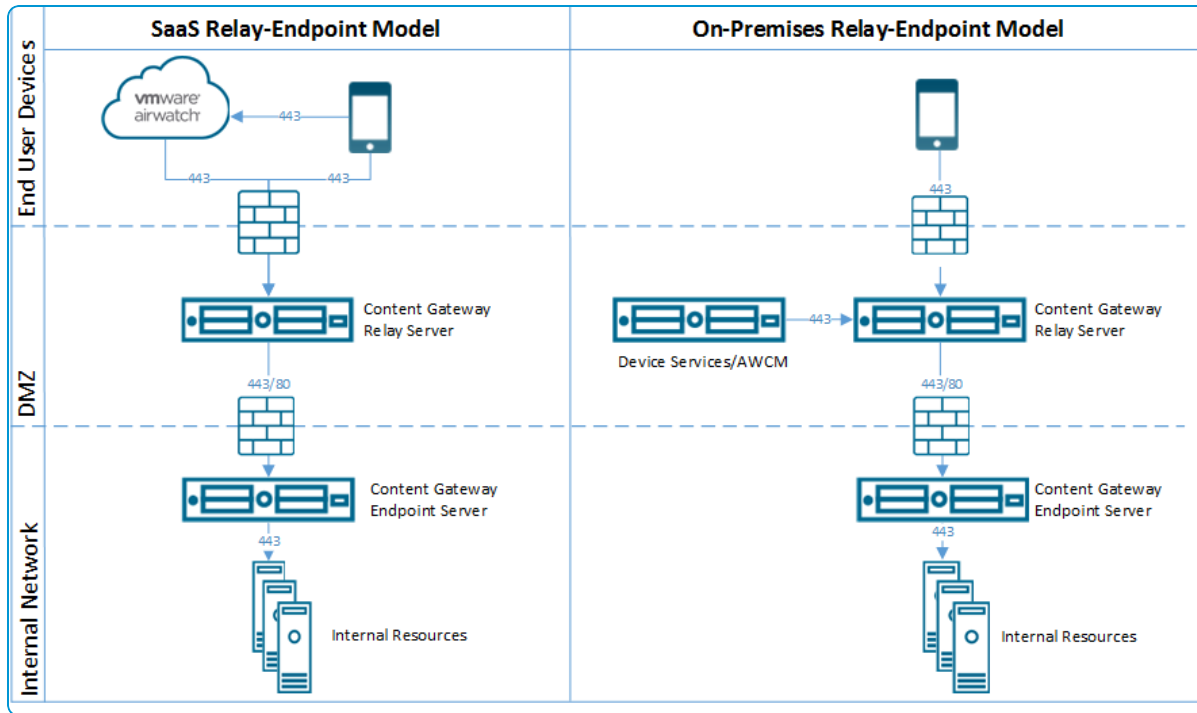 SaaS Relay-Endpoint Model
On-Premises Relay-Endpoint Model
End User Devices
vmware
airwatch
443
443
443
443
DMZ
Content Gateway
Relay Server
Device Services/AWCM
443
Content Gateway
Relay Server
443/80
443/80
Internal Network
Content Gateway
Endpoint Server
Content Gateway
Endpoint Server
443
443
Internal Resources
Internal Resources